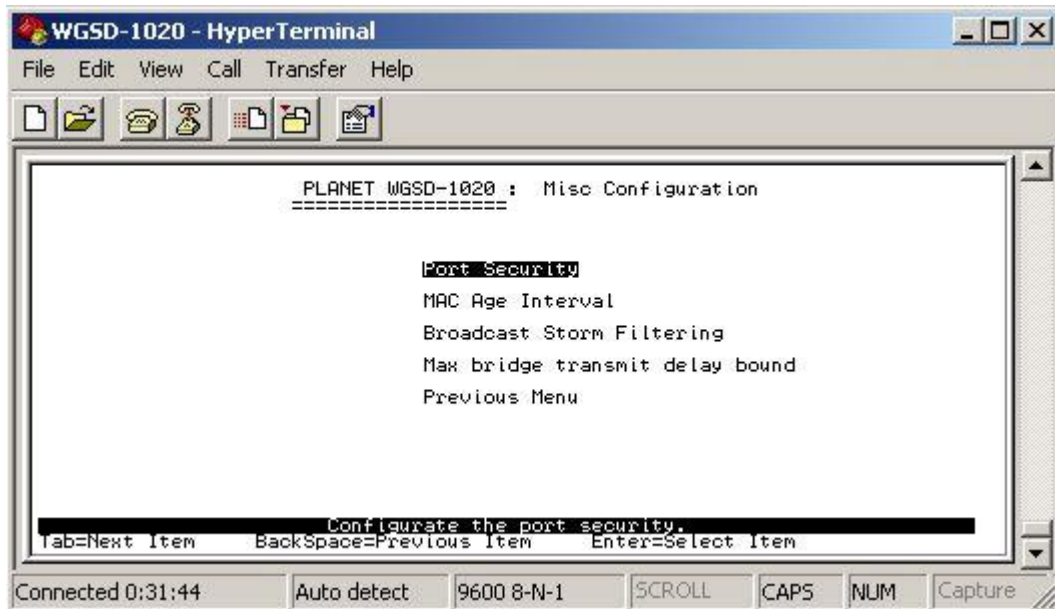 WGSD-1020 - HyperTerminal
File Edit View Call Transfer Help
PLANET WGSD-1020 : Misc Configuration
==================
Port Security
MAC Age Interval
Broadcast Storm Filtering
Max bridge transmit delay bound
Previous Menu
Configurate the port security.
Tab=Next Item BackSpace=Previous Item Enter=Select Item
Connected 0:31:44 Auto detect 9600 8-N-1 SCROLL CAPS NUM Capture